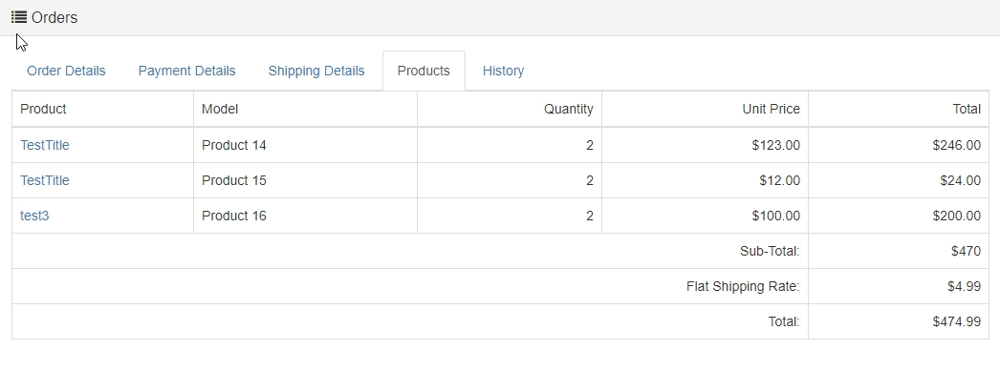 Orders
Order Details Payment Details Shipping Details Products History
Product Model Quantity Unit Price Total
TestTitle Product 14 2 $123.00 $246.00
TestTitle Product 15 2 $12.00 $24.00
test3 Product 16 2 $100.00 $200.00
Sub-Total: $470
Flat Shipping Rate: $4.99
Total: $474.99